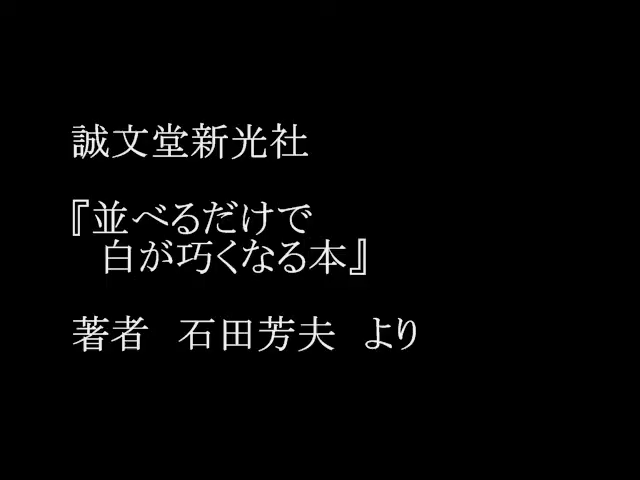 誠文堂新光社
『並べるだけで
白が巧くなる本』
著者　石田芳夫　より